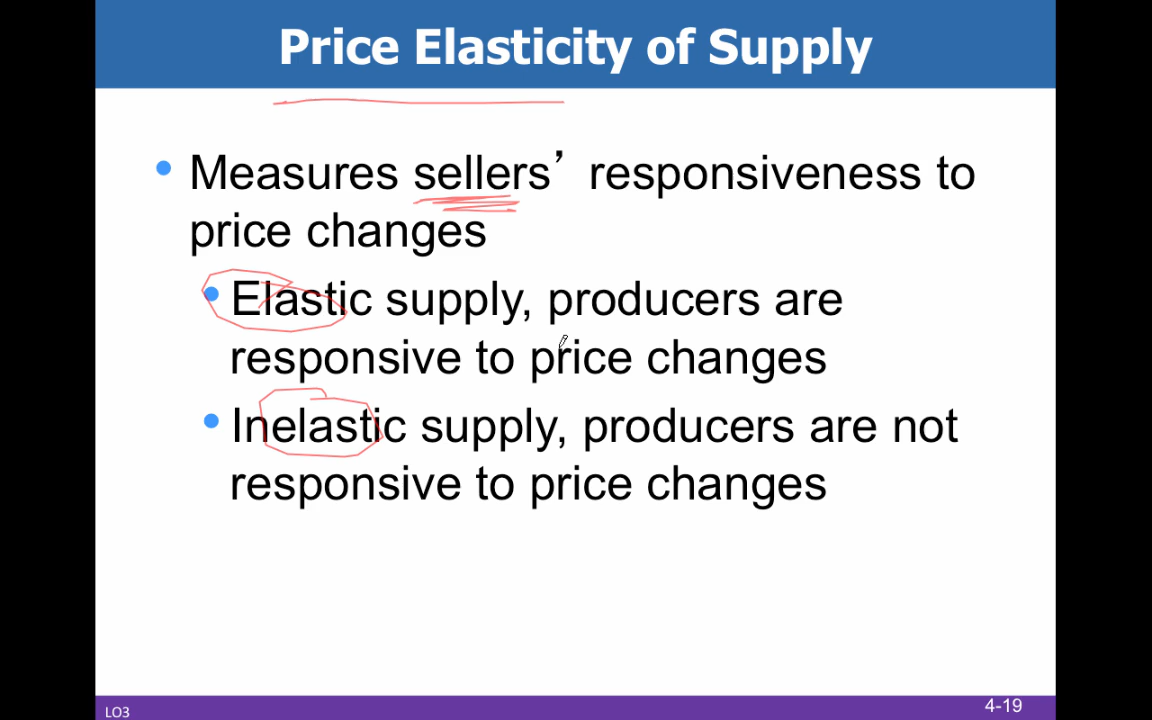 Price Elasticity of Supply
• Measures sellers’ responsiveness to
price changes
• Elastic supply, producers are
responsive to price changes
• Inelastic supply, producers are not
responsive to price changes
LO3
4-19